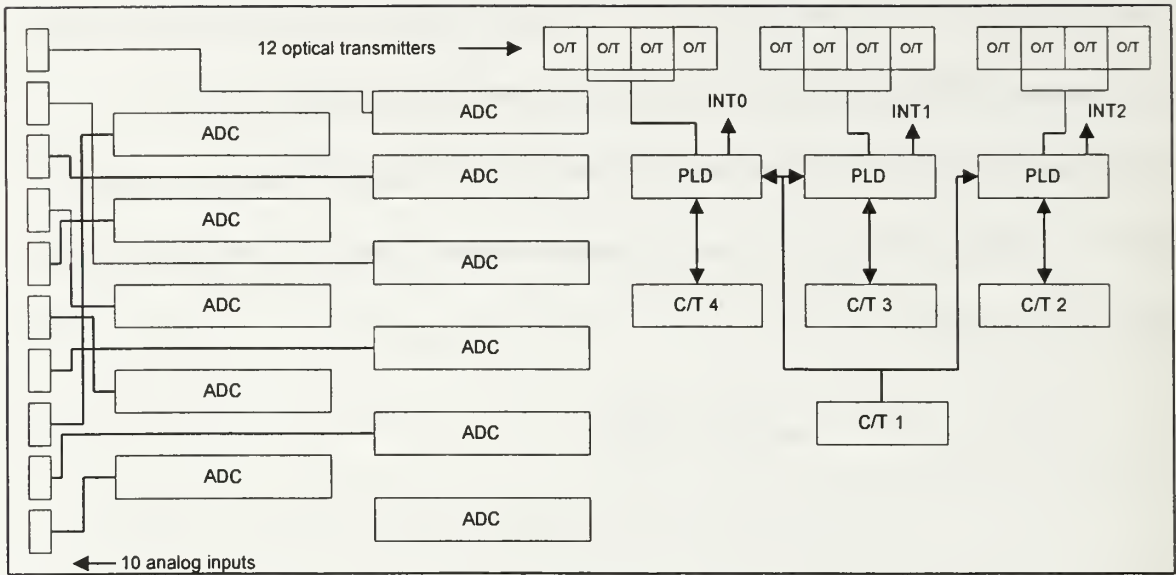 12 optical transmitters
O/T O/T O/T O/T
O/T O/T O/T O/T
O/T O/T O/T O/T
INT0
INT1
INT2
ADC
ADC
ADC
ADC
ADC
ADC
ADC
ADC
ADC
ADC
ADC
PLD
PLD
PLD
C/T 4
C/T 3
C/T 2
C/T 1
10 analog inputs